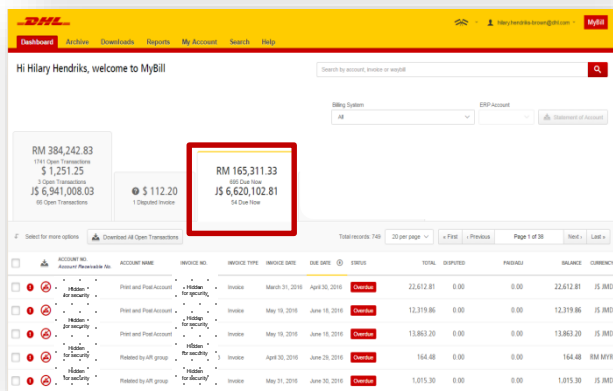 DHL
hilary.hendriks-brown@dhl.com
MyBill
Dashboard Archive Downloads Reports My Account Search Help
Hi Hilary Hendriks, welcome to MyBill
Search by account, invoice or waybill
Billing System
ERP Account
All
Statement of Account
RM 384,242.83
1741 Open Transactions
$ 1,251.25
3 Open Transactions
J$ 6,941,008.03
66 Open Transactions
$ 112.20
1 Disputed Invoice
RM 165,311.33
695 Due Now
J$ 6,620,102.81
54 Due Now
Select for more options
Download All Open Transactions
Total records: 749
20 per page
« First
‹ Previous
Page 1 of 38
Next ›
Last »
ACCOUNT NO. ACCOUNT NAME INVOICE NO. INVOICE TYPE INVOICE DATE DUE DATE STATUS TOTAL DISPUTED PAID/ADJ BALANCE CURRENCY
Account Receivable No.
Hidden for security Print and Post Account Hidden for security Invoice March 31, 2016 April 30, 2016 Overdue 22,612.81 0.00 0.00 22,612.81 J$ JMD
Hidden for security Print and Post Account Hidden for security Invoice May 19, 2016 June 18, 2016 Overdue 12,319.86 0.00 0.00 12,319.86 J$ JMD
Hidden for security Print and Post Account Hidden for security Invoice May 19, 2016 Overdue 13,863.20 0.00 0.00 13,863.20 J$ JMD
Hidden for security Related by AR group Hidden for security Invoice April 30, 2016 June 29, 2016 Overdue 164.48 0.00 0.00 164.48 RM MYR
Hidden for security Related by AR group Hidden for security Invoice May 31, 2016 June 30, 2016 Overdue 1,015.30 0.00 0.00 1,015.30 J$ JMD